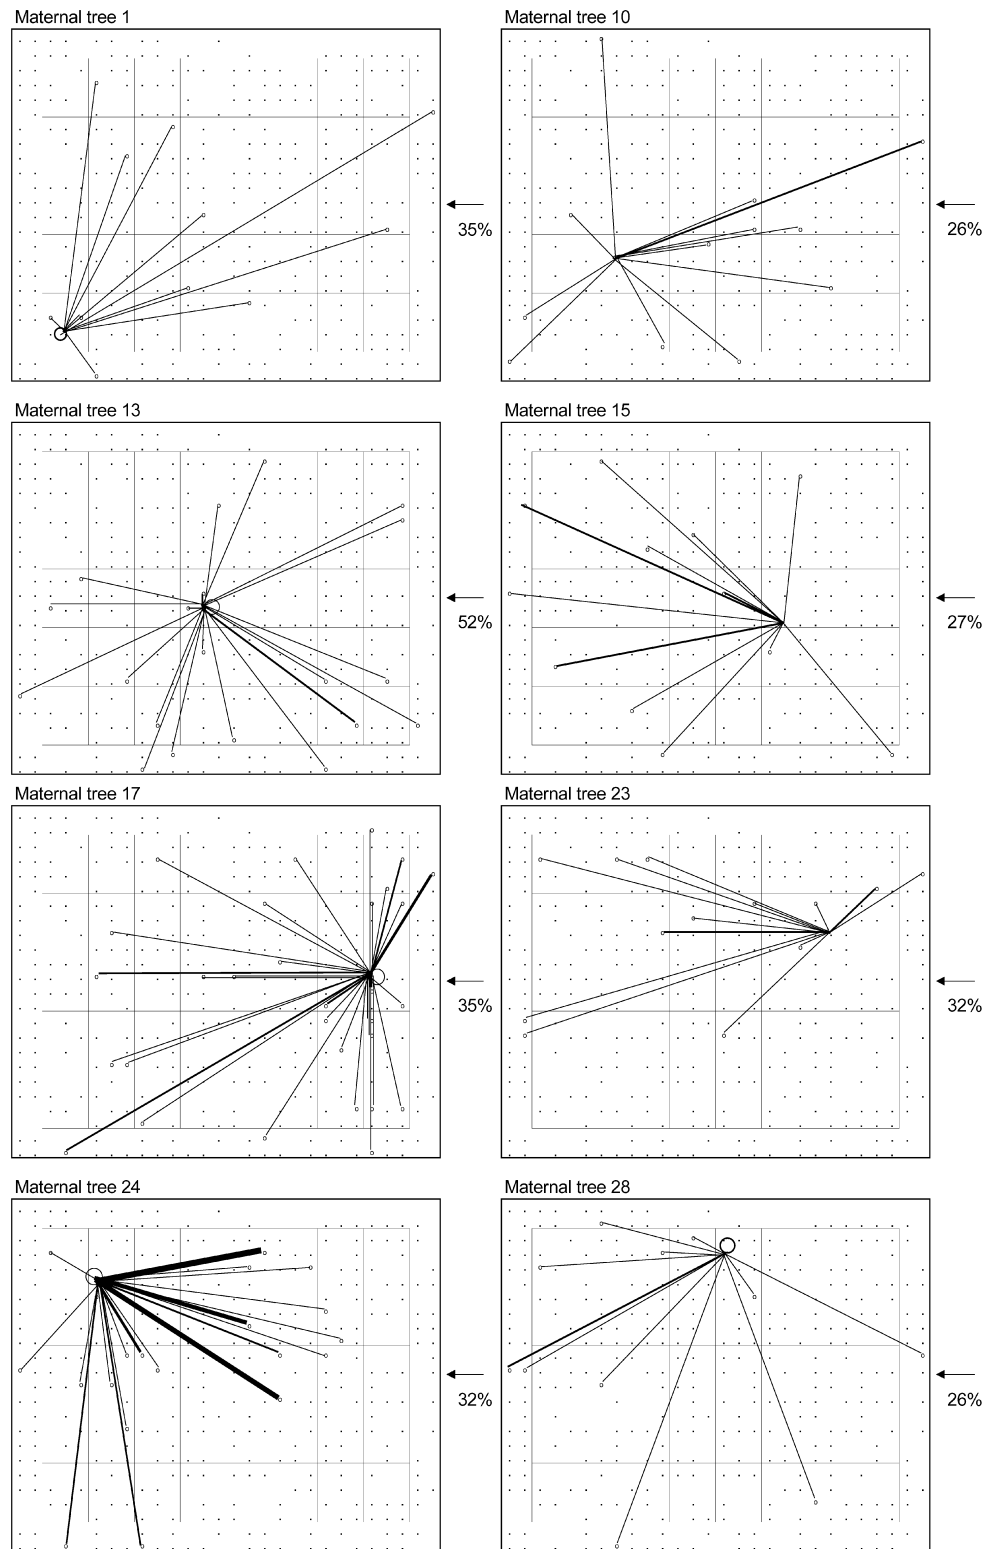 Maternal tree 1
Maternal tree 10
35%
26%
Maternal tree 13
Maternal tree 15
52%
27%
Maternal tree 17
Maternal tree 23
35%
32%
Maternal tree 24
Maternal tree 28
32%
26%